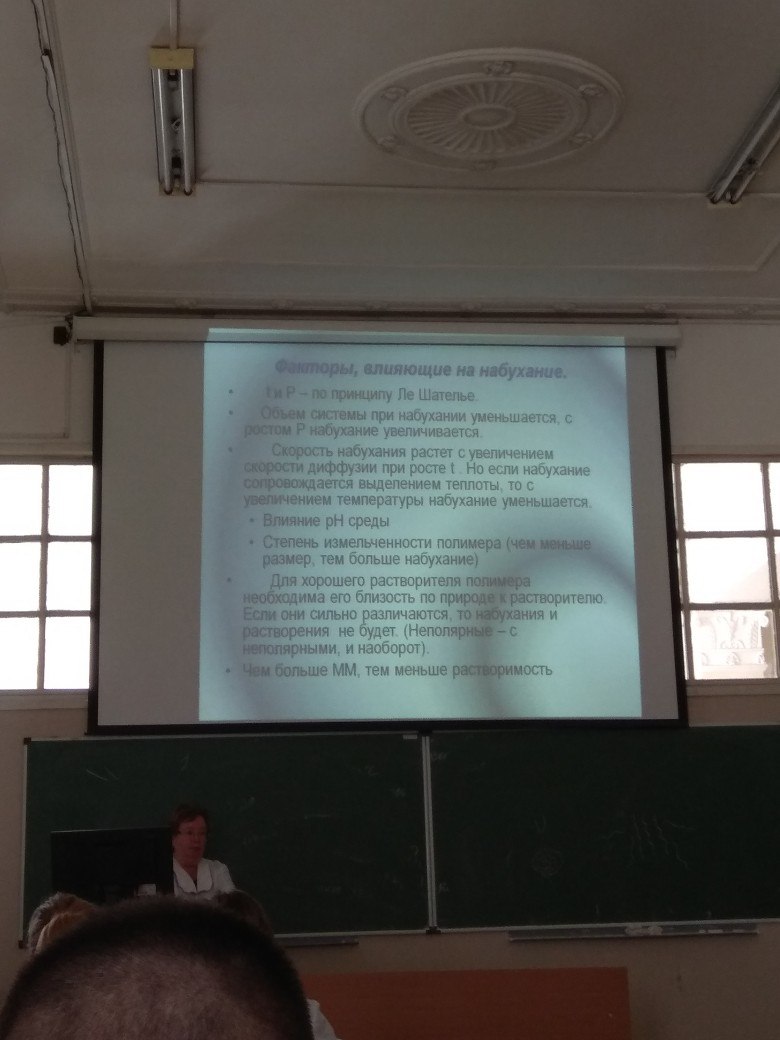 Факторы, влияющие на набухание.
• t и P – по принципу Ле Шателье.
• Объем системы при набухании уменьшается, с
ростом P набухание увеличивается.
• Скорость набухания растет с увеличением
скорости диффузии при росте t . Но если набухание
сопровождается выделением теплоты, то с
увеличением температуры набухание уменьшается.
• Влияние pH среды
• Степень измельченности полимера (чем меньше
размер, тем больше набухание)
• Для хорошего растворителя полимера
необходима его близость по природе к растворителю.
Если они сильно различаются, то набухания и
растворения не будет. (Неполярные – с
неполярными, и наоборот).
• Чем больше ММ, тем меньше растворимость